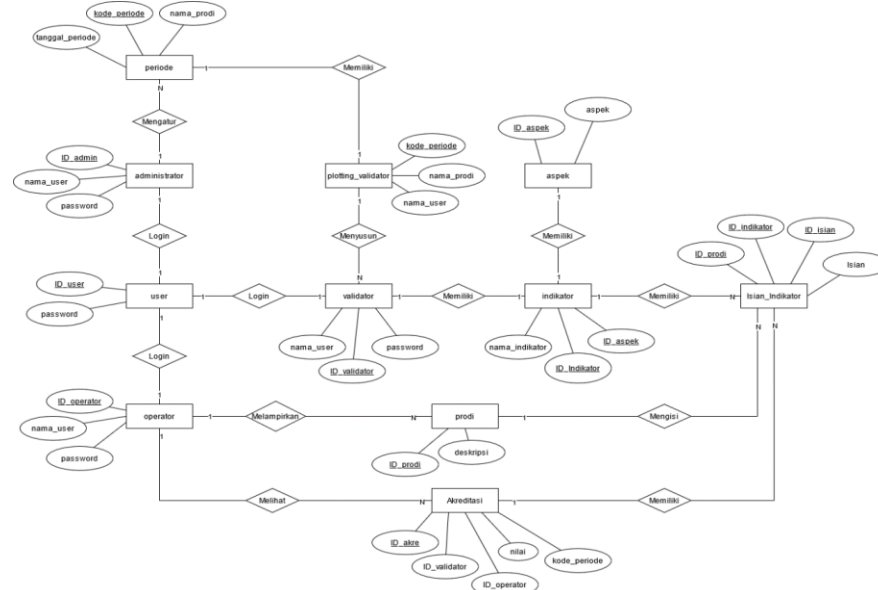 kode_periode
nama_prodi
tanggal_periode
periode
1
Memiliki
N
Mengatur
1
ID_admin
nama_user
administrator
password
1
Login
1
1
kode_periode
plotting_validator
nama_prodi
nama_user
1
Menyusun
N
aspek
ID_aspek
aspek
1
Memiliki
1
ID_user
user
password
1
Login
1
validator
1
Memiliki
1
indikator
1
Memiliki
N
Isian_Indikator
ID_indikator
ID_isian
ID_prodi
Isian
nama_user
password
ID_validator
nama_indikator
ID_aspek
ID_Indikator
N
N
1
Login
1
ID_operator
nama_user
operator
password
1
Melampirkan
N
prodi
1
Mengisi
deskripsi
ID_prodi
1
Melihat
N
Akreditasi
1
Memiliki
ID_akre
nilai
kode_periode
ID_validator
ID_operator